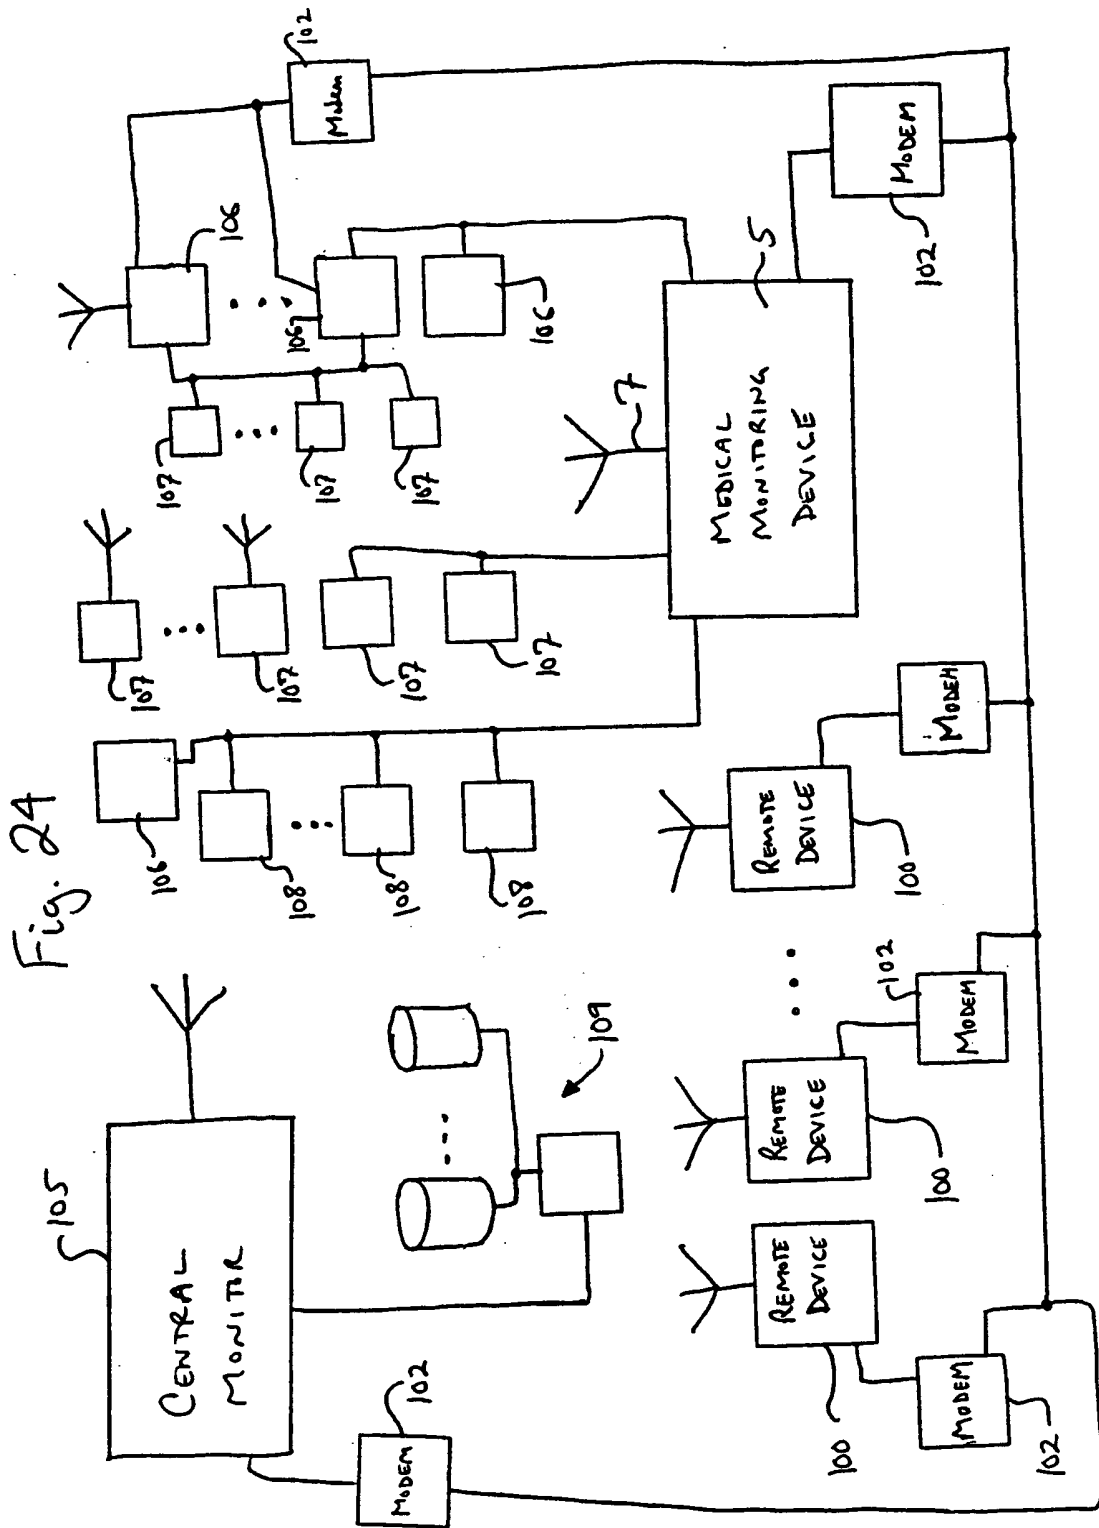 Fig. 24
105
CENTRAL
MONITOR
102
MODEM
109
106
108
108
108
107
107
107
107
107
107
107
106
106
106
102
Modem
7
5
MEDICAL
MONITORING
DEVICE
MODEM
102
REMOTE
DEVICE
100
MODEM
102
REMOTE
DEVICE
100
102
MODEM
REMOTE
DEVICE
100
MODEM